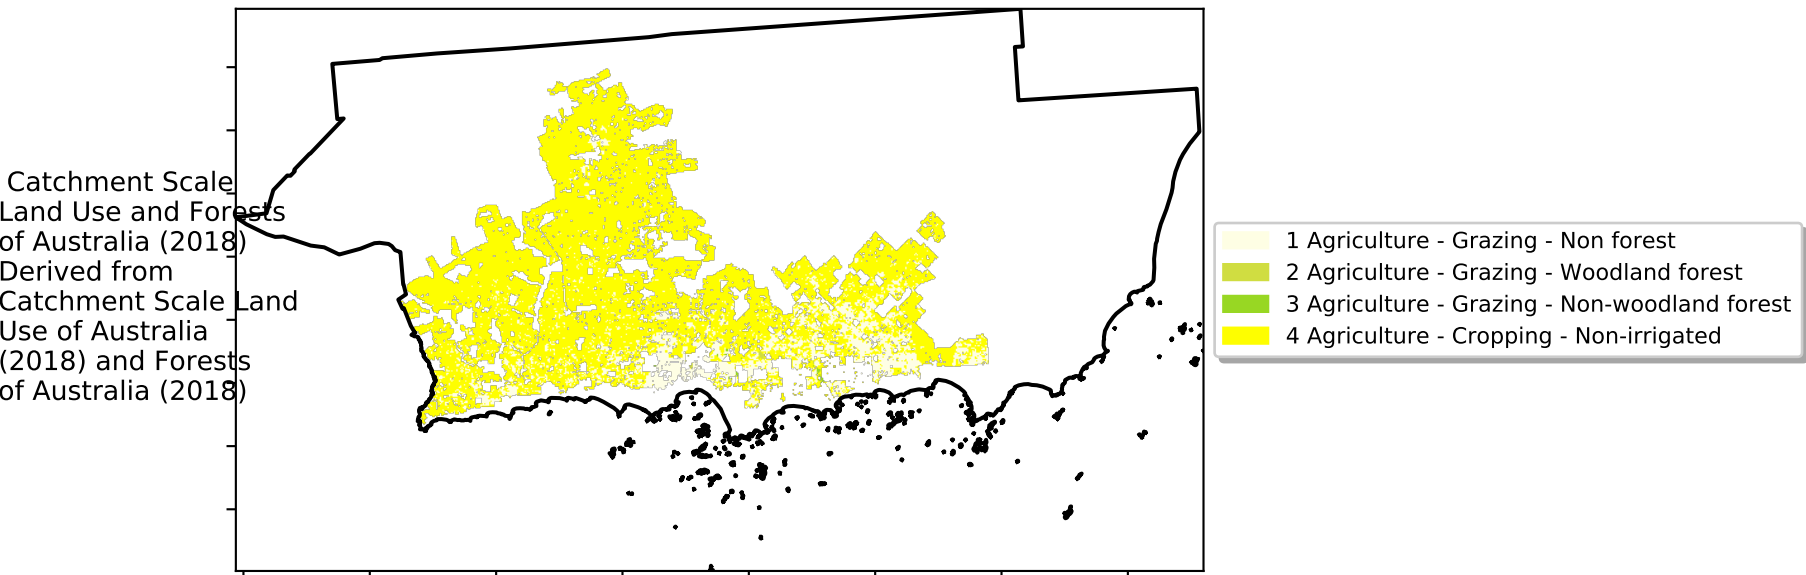 Catchment Scale
Land Use and Forests
of Australia (2018)
Derived from
Catchment Scale Land
Use of Australia
(2018) and Forests
of Australia (2018)
1 Agriculture - Grazing - Non forest
2 Agriculture - Grazing - Woodland forest
3 Agriculture - Grazing - Non-woodland forest
4 Agriculture - Cropping - Non-irrigated